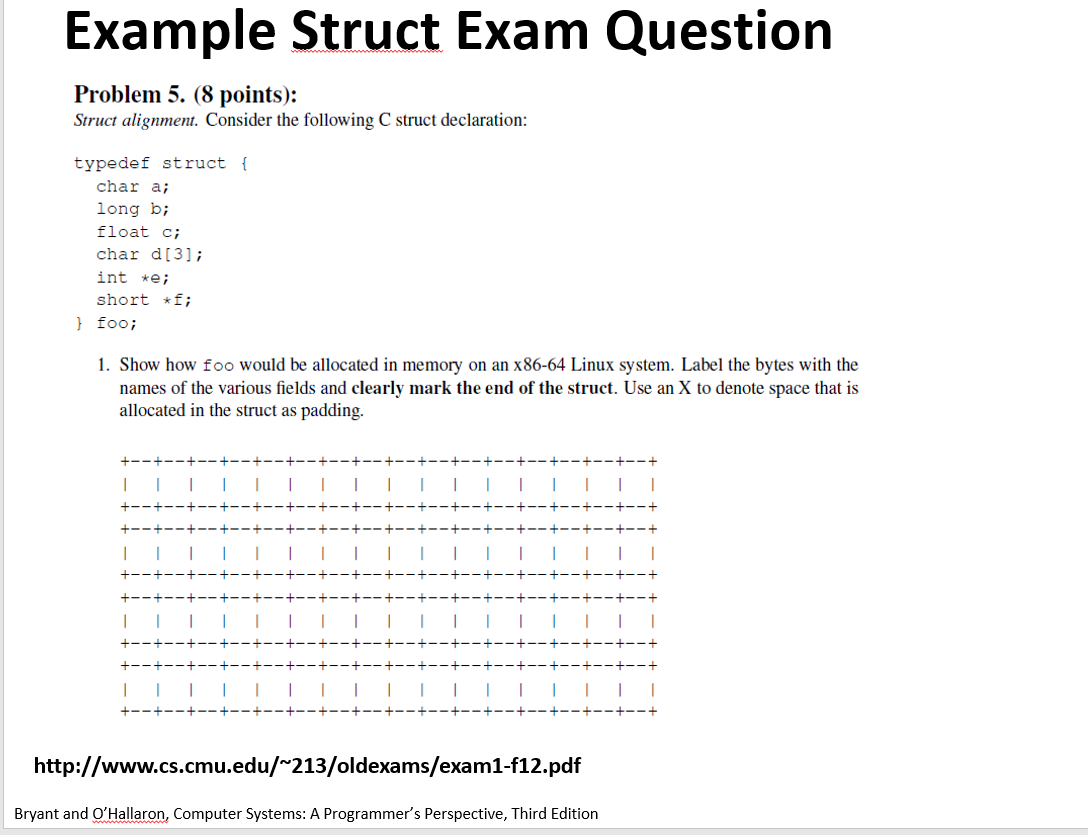 Example Struct Exam Question
Problem 5. (8 points):
Struct alignment. Consider the following C struct declaration:
typedef struct {
  char a;
  long b;
  float c;
  char d[3];
  int *e;
  short *f;
} foo;
1. Show how foo would be allocated in memory on an x86-64 Linux system. Label the bytes with the
names of the various fields and clearly mark the end of the struct. Use an X to denote space that is
allocated in the struct as padding.
+--+--+--+--+--+--+--+--+--+--+--+--+--+--+--+--+
|  |  |  |  |  |  |  |  |  |  |  |  |  |  |  |  |
+--+--+--+--+--+--+--+--+--+--+--+--+--+--+--+--+
+--+--+--+--+--+--+--+--+--+--+--+--+--+--+--+--+
|  |  |  |  |  |  |  |  |  |  |  |  |  |  |  |  |
+--+--+--+--+--+--+--+--+--+--+--+--+--+--+--+--+
+--+--+--+--+--+--+--+--+--+--+--+--+--+--+--+--+
|  |  |  |  |  |  |  |  |  |  |  |  |  |  |  |  |
+--+--+--+--+--+--+--+--+--+--+--+--+--+--+--+--+
+--+--+--+--+--+--+--+--+--+--+--+--+--+--+--+--+
|  |  |  |  |  |  |  |  |  |  |  |  |  |  |  |  |
+--+--+--+--+--+--+--+--+--+--+--+--+--+--+--+--+
http://www.cs.cmu.edu/~213/oldexams/exam1-f12.pdf
Bryant and O'Hallaron, Computer Systems: A Programmer's Perspective, Third Edition